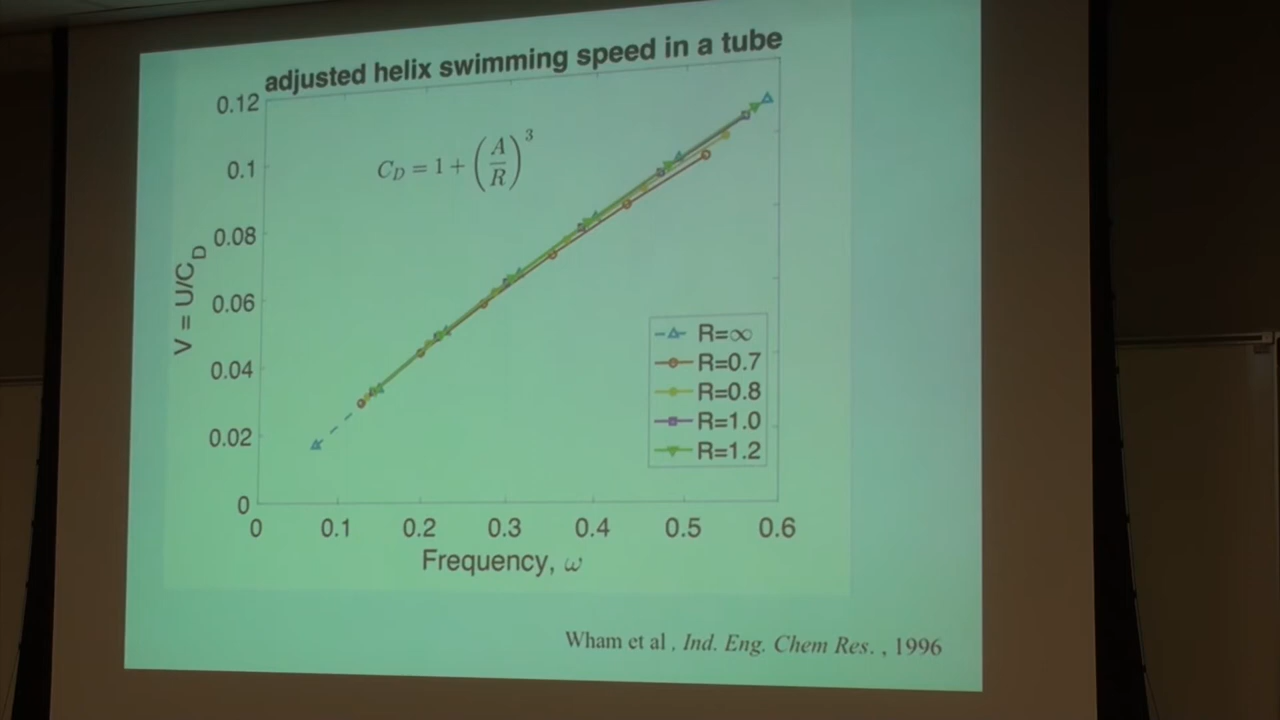 adjusted helix swimming speed in a tube
0.12
0.1
0.08
0.06
0.04
0.02
0
C_D = 1 + (A/R)^3
V = U/C_D
R=∞
R=0.7
R=0.8
R=1.0
R=1.2
0 0.1 0.2 0.3 0.4 0.5 0.6
Frequency, ω
Wham et al , Ind. Eng. Chem Res. , 1996